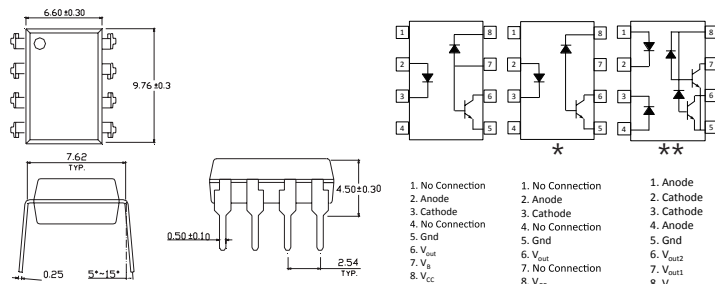 6.60±0.30
9.76±0.3
7.62
TYP.
0.25
5°~15°
4.50±0.30
0.50±0.10
2.54
TYP.
1
2
3
4
8
7
6
5
1
2
3
4
8
7
6
5
*
1
2
3
4
8
7
6
5
**
1. No Connection
2. Anode
3. Cathode
4. No Connection
5. Gnd
6. Vout
7. VB
8. VCC
1. No Connection
2. Anode
3. Cathode
4. No Connection
5. Gnd
6. Vout
7. No Connection
8. VCC
1. Anode
2. Cathode
3. Cathode
4. Anode
5. Gnd
6. Vout2
7. Vout1
8. V